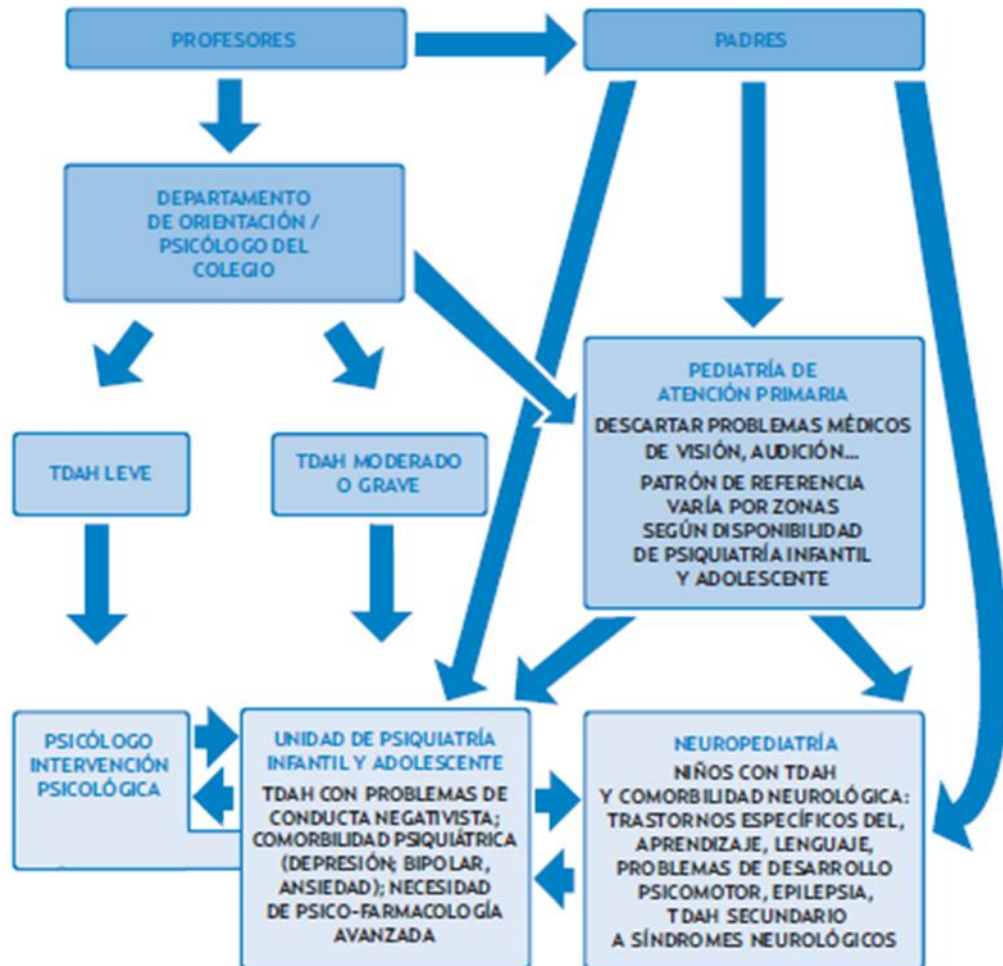 PROFESORES
PADRES
DEPARTAMENTO
DE ORIENTACIÓN /
PSICÓLOGO DEL
COLEGIO
PEDIATRÍA DE
ATENCIÓN PRIMARIA
DESCARTAR PROBLEMAS MÉDICOS
DE VISIÓN, AUDICIÓN...
PATRÓN DE REFERENCIA
VARÍA POR ZONAS
SEGÚN DISPONIBILIDAD
DE PSIQUIATRÍA INFANTIL
Y ADOLESCENTE
TDAH LEVE
TDAH MODERADO
O GRAVE
PSICÓLOGO
INTERVENCIÓN
PSICOLÓGICA
UNIDAD DE PSIQUIATRÍA
INFANTIL Y ADOLESCENTE
TDAH CON PROBLEMAS DE
CONDUCTA NEGATIVISTA;
COMORBILIDAD PSIQUIÁTRICA
(DEPRESIÓN; BIPOLAR,
ANSIEDAD); NECESIDAD
DE PSICO-FARMACOLOGÍA
AVANZADA
NEUROPEDIATRÍA
NIÑOS CON TDAH
Y COMORBILIDAD NEUROLÓGICA:
TRASTORNOS ESPECÍFICOS DEL,
APRENDIZAJE, LENGUAJE,
PROBLEMAS DE DESARROLLO
PSICOMOTOR, EPILEPSIA,
TDAH SECUNDARIO
A SÍNDROMES NEUROLÓGICOS